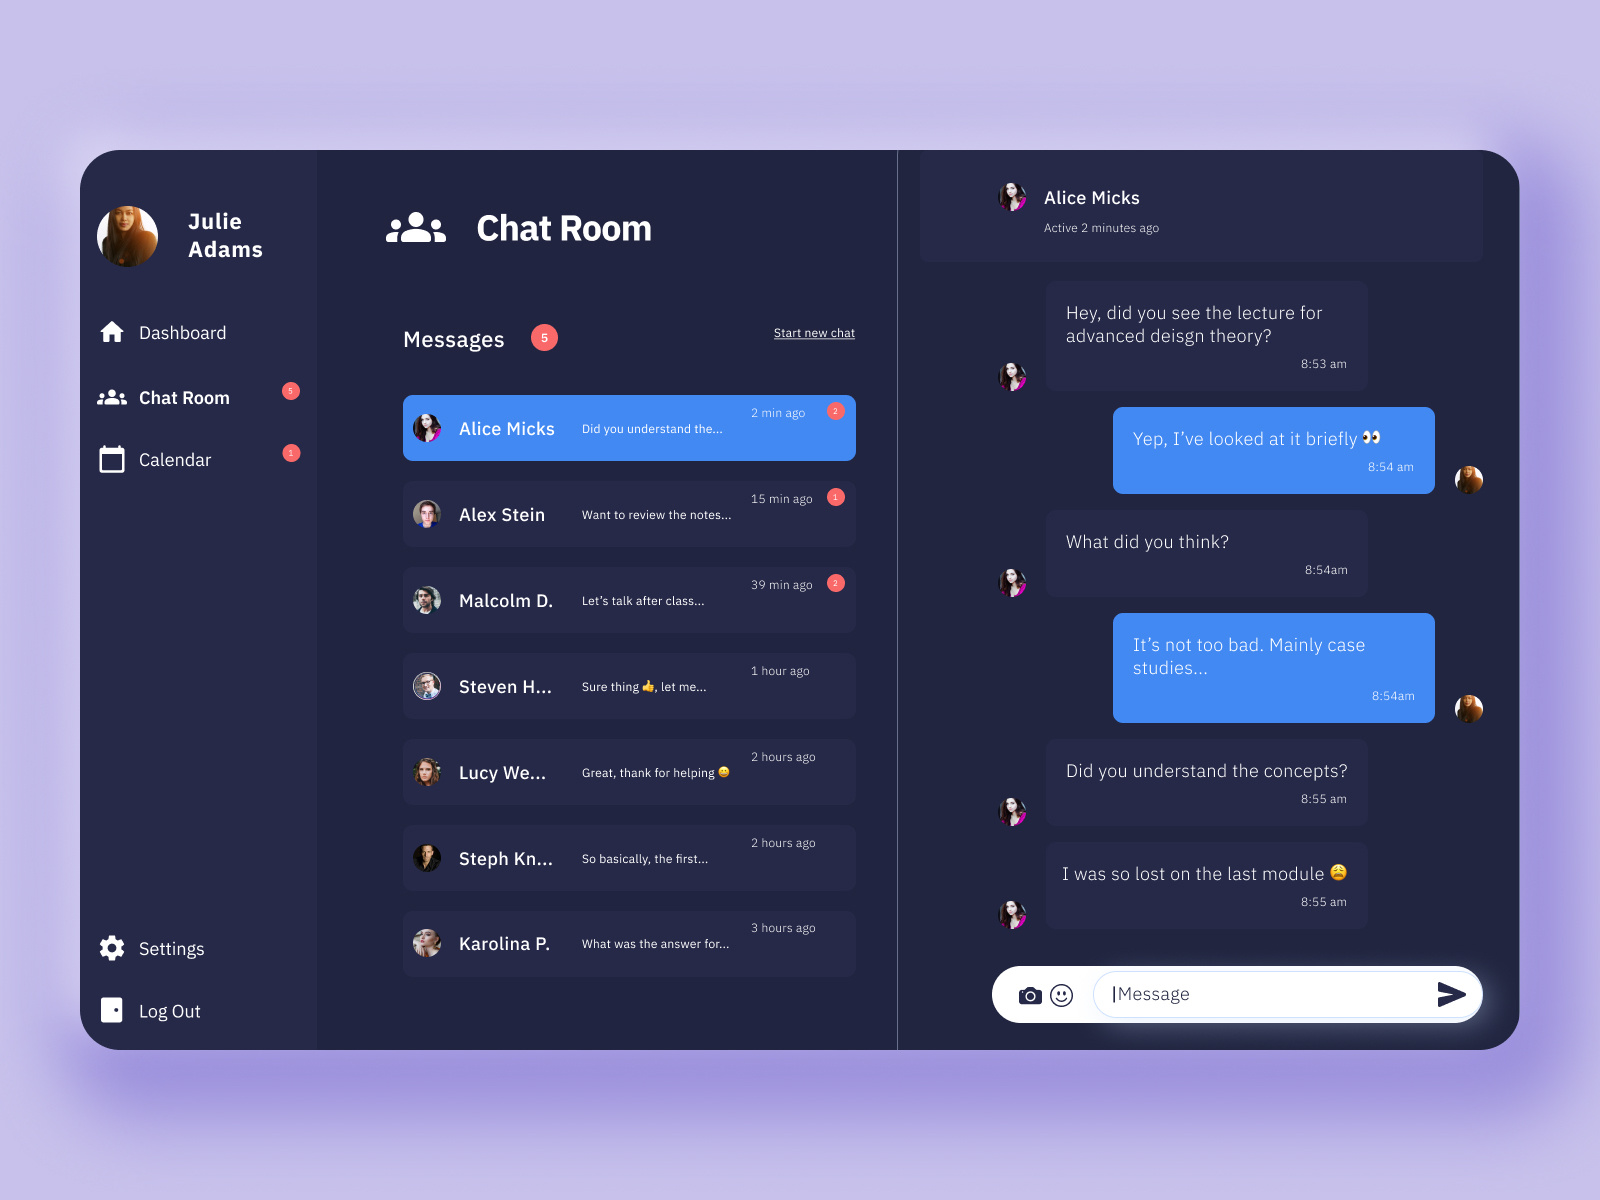 Julie
Adams
Dashboard
Chat Room
5
Calendar
1
Settings
Log Out
Chat Room
Messages
5
Start new chat
Alice Micks
Did you understand the...
2 min ago
2
Alex Stein
Want to review the notes...
15 min ago
1
Malcolm D.
Let's talk after class...
39 min ago
2
Steven H...
Sure thing 👍, let me...
1 hour ago
Lucy We...
Great, thank for helping 😀
2 hours ago
Steph Kn...
So basically, the first...
2 hours ago
Karolina P.
What was the answer for...
3 hours ago
Alice Micks
Active 2 minutes ago
Hey, did you see the lecture for
advanced deisgn theory?
8:53 am
Yep, I've looked at it briefly 👀
8:54 am
What did you think?
8:54am
It's not too bad. Mainly case
studies...
8:54am
Did you understand the concepts?
8:55 am
I was so lost on the last module 😩
8:55 am
Message